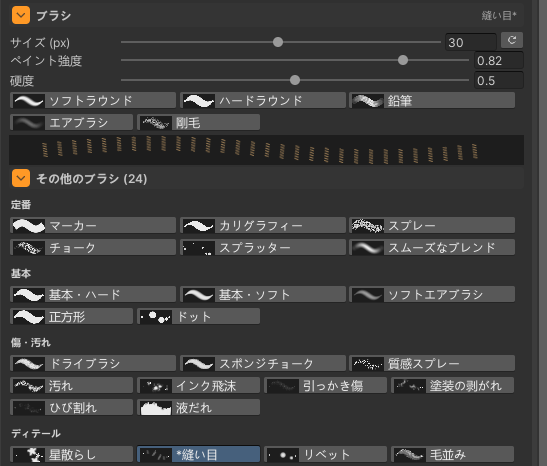 ブラシ 縫い目*
サイズ (px) 30
ペイント強度 0.82
硬度 0.5
ソフトラウンド ハードラウンド 鉛筆
エアブラシ 剛毛
その他のブラシ (24)
定番
マーカー カリグラフィー スプレー
チョーク スプラッター スムーズなブレンド
基本
基本・ハード 基本・ソフト ソフトエアブラシ
正方形 ドット
傷・汚れ
ドライブラシ スポンジチョーク 質感スプレー
汚れ インク飛沫 引っかき傷 塗装の剥がれ
ひび割れ 液だれ
ディテール
星散らし *縫い目 リベット 毛並み